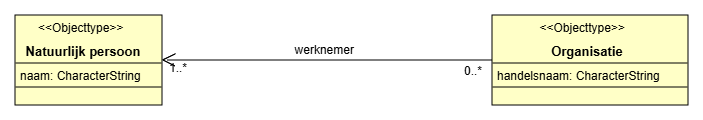 <<Objecttype>>
Natuurlijk persoon
naam: CharacterString
werknemer
1..*
0..*
<<Objecttype>>
Organisatie
handelsnaam: CharacterString